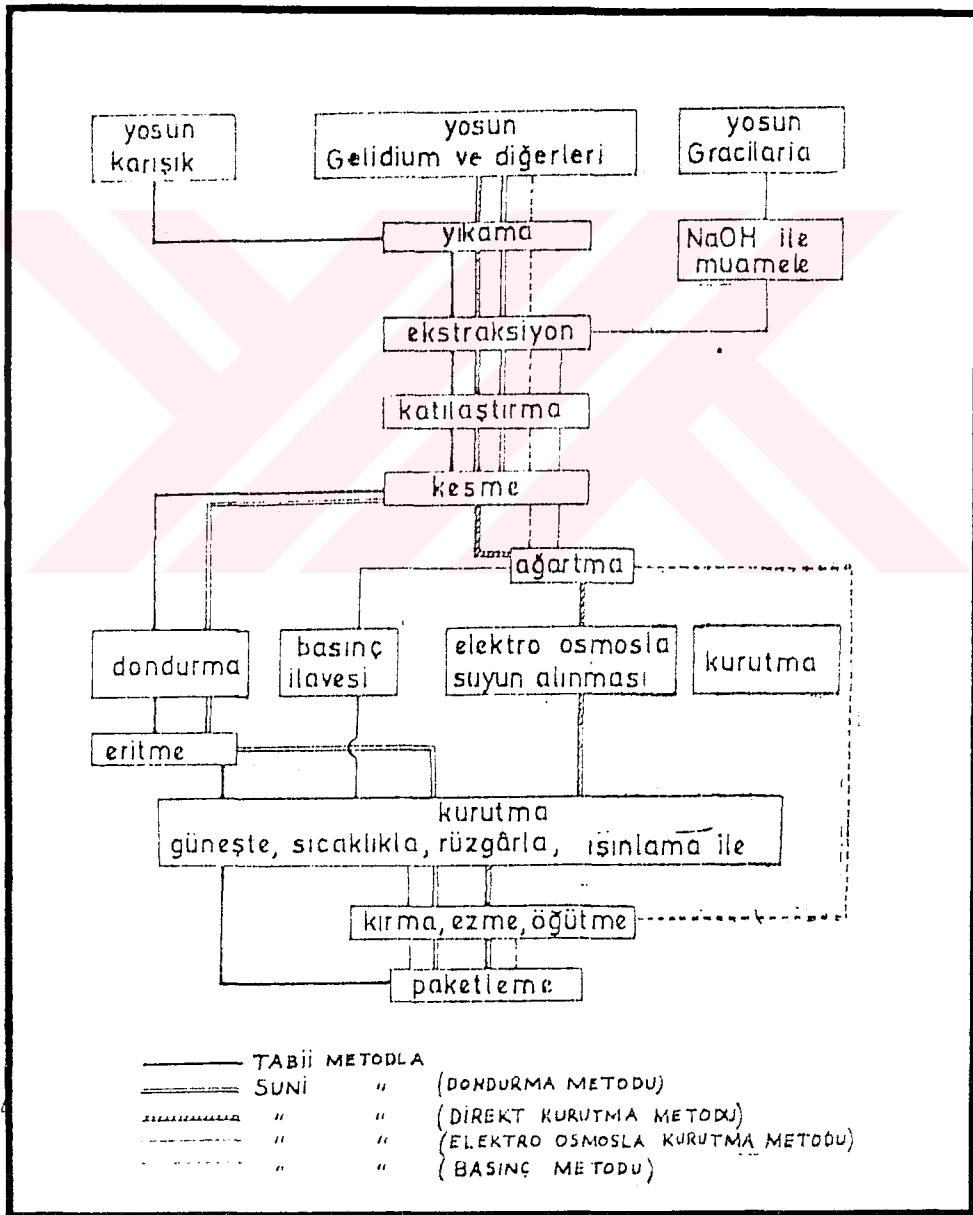 yosun
karışık
yosun
Gelidium ve diğerleri
yosun
Gracilaria
yıkama
NaOH ile
muamele
ekstraksiyon
katılaştırma
kesme
ağartma
dondurma
basınç
ilavesi
elektro osmosla
suyun alınması
kurutma
eritme
kurutma
güneşte, sıcaklıkla, rüzgârla, ışınlama ile
kırma, ezme, öğütme
paketleme
TABİİ METODLA
SUNİ " (DONDURMA METODU)
" " (DİREKT KURUTMA METODU)
" " (ELEKTRO OSMOSLA KURUTMA METODU)
" " (BASINÇ METODU)